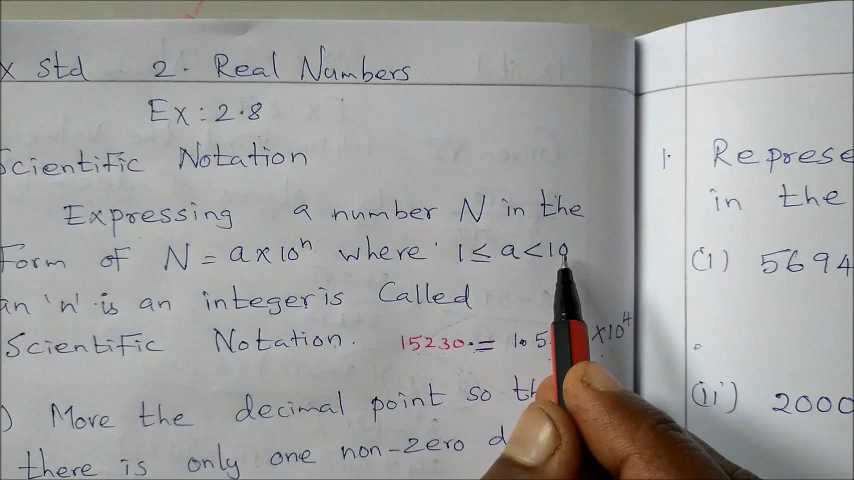 x std 2. Real Numbers
Ex: 2.8
Scientific Notation
Expressing a number N in the
Form of N = a×10ⁿ where 1 ≤ a < 10
an 'n' is an integer is Called
Scientific Notation. 15230. = 1.5 ×10⁴
) Move the decimal point so
there is only one non-zero
1. Represe
in the
(i) 5694
(ii) 2000